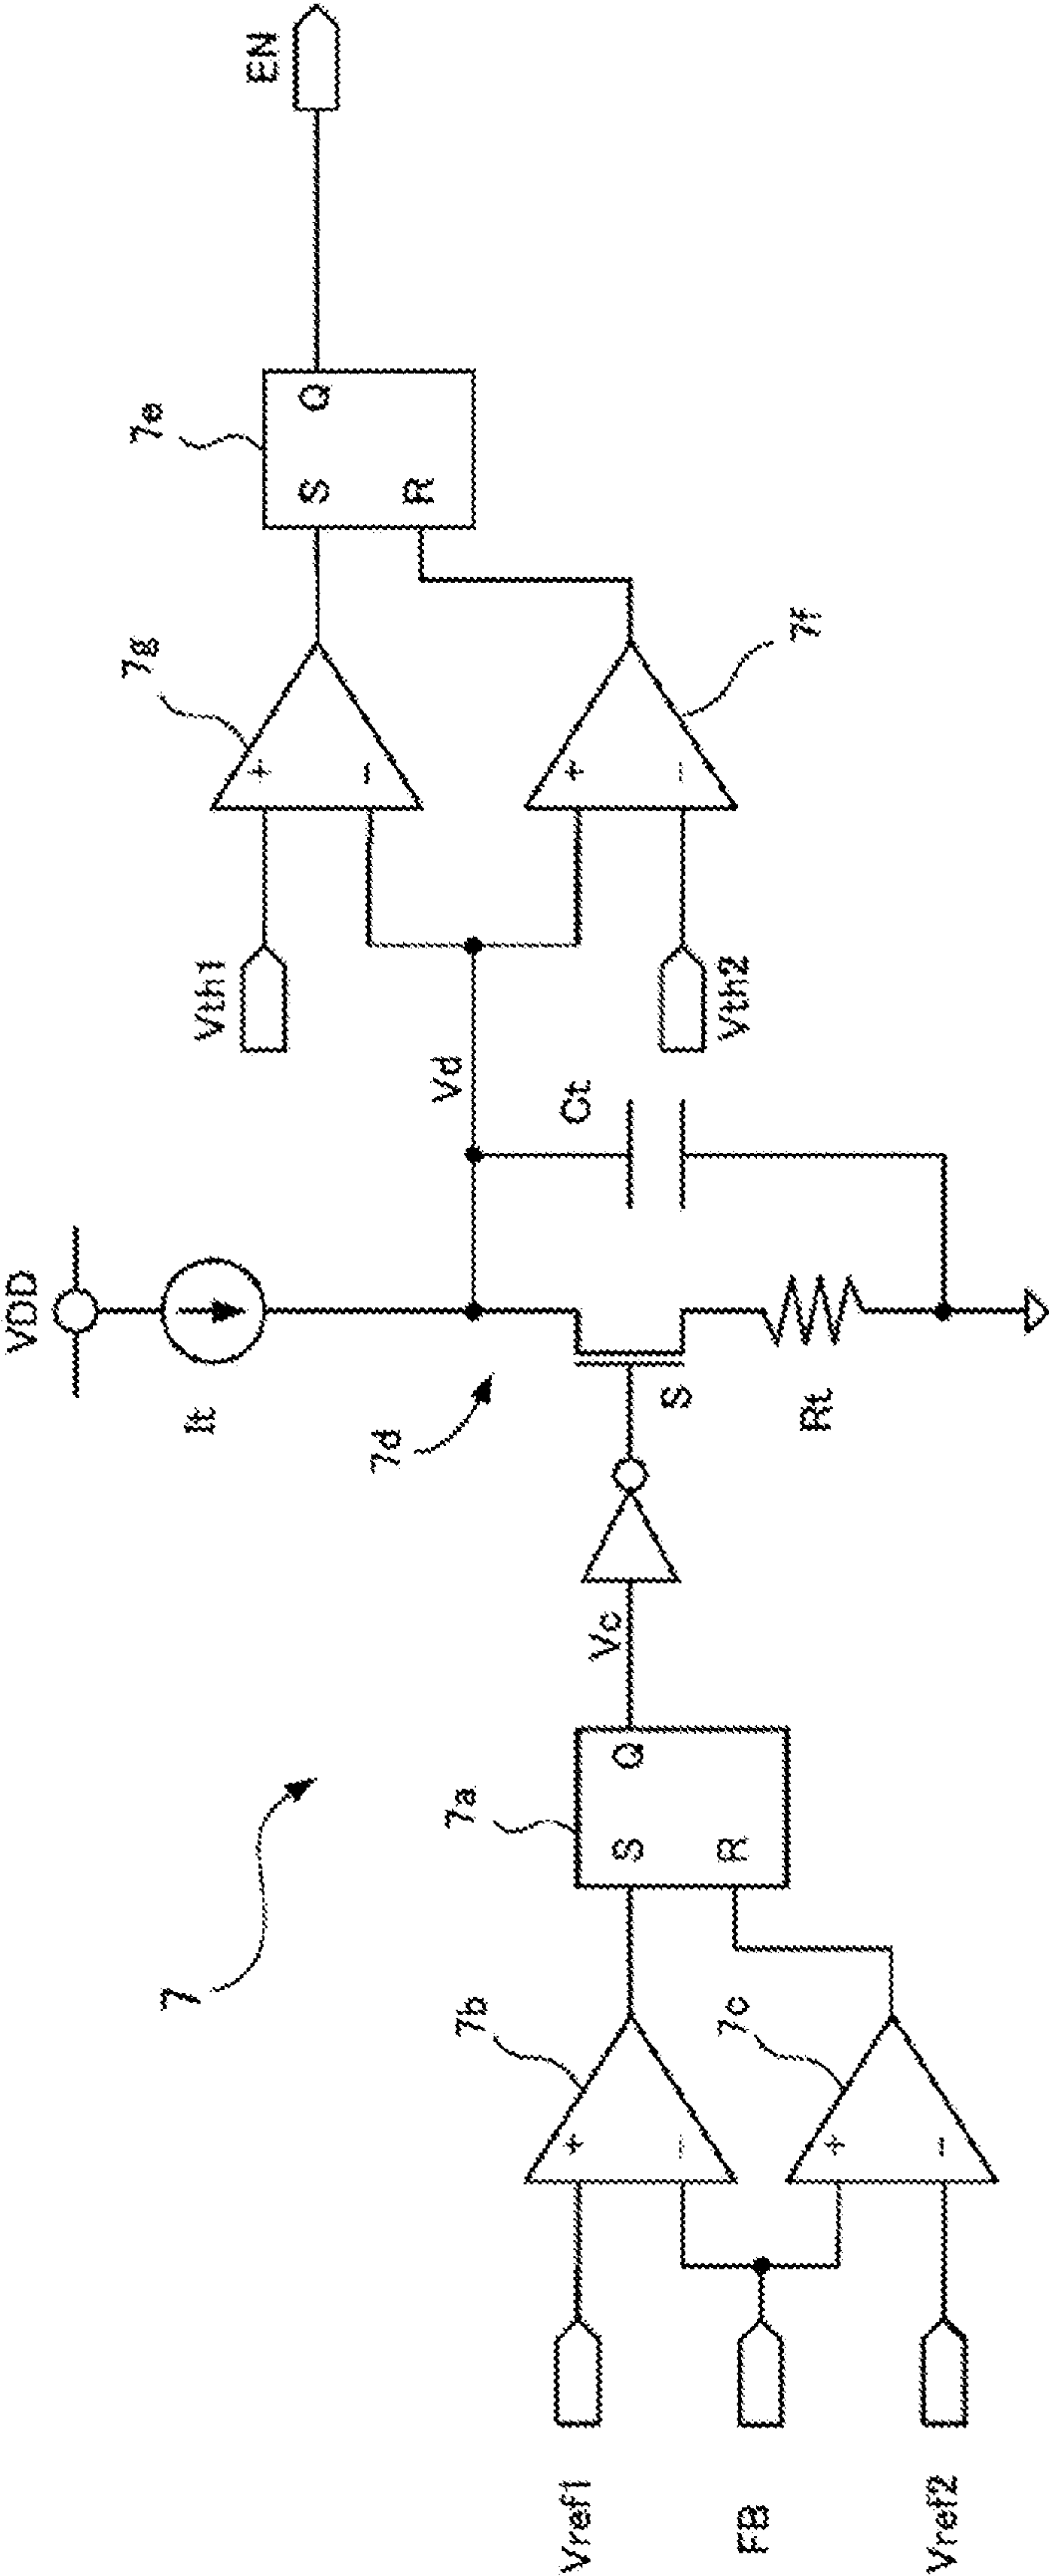 7
Vref1
FB
Vref2
7b
+
−
7c
+
−
7a
S
Q
R
Vc
7d
VDD
It
S
Rt
Ct
Vd
Vth1
Vth2
7g
+
−
7f
+
−
7e
S
Q
R
EN